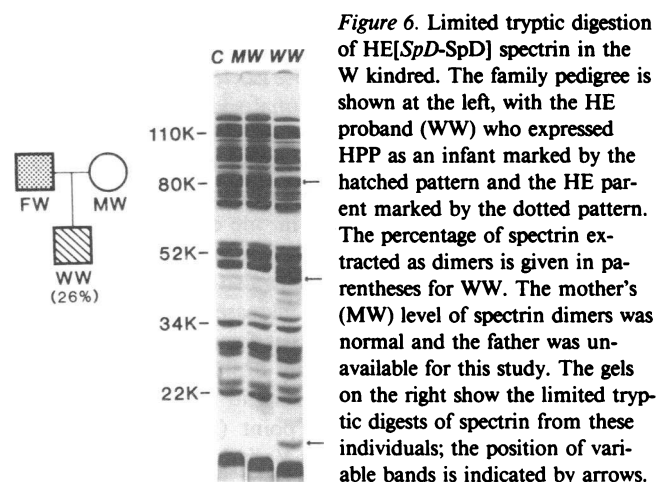 C MW WW
110K-
80K-
52K-
34K-
22K-
FW MW
WW
(26%)
Figure 6. Limited tryptic digestion
of HE[SpD-SpD] spectrin in the
W kindred. The family pedigree is
shown at the left, with the HE
proband (WW) who expressed
HPP as an infant marked by the
hatched pattern and the HE par-
ent marked by the dotted pattern.
The percentage of spectrin ex-
tracted as dimers is given in pa-
rentheses for WW. The mother's
(MW) level of spectrin dimers was
normal and the father was un-
available for this study. The gels
on the right show the limited tryp-
tic digests of spectrin from these
individuals; the position of vari-
able bands is indicated by arrows.